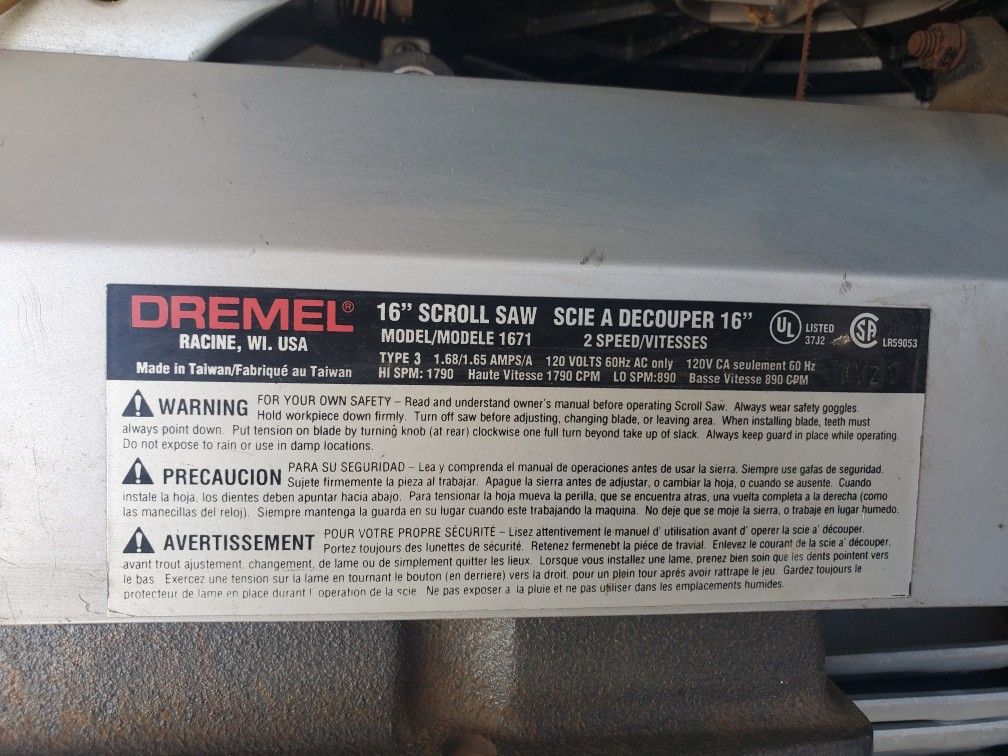 DREMEL®
RACINE, WI. USA
Made in Taiwan/Fabriqué au Taiwan
16” SCROLL SAW SCIE A DECOUPER 16”
MODEL/MODELE 1671 2 SPEED/VITESSES
TYPE 3 1.68/1.65 AMPS/A 120 VOLTS 60Hz AC only 120V CA seulement 60 Hz
HI SPM: 1790 Haute Vitesse 1790 CPM LO SPM:890 Basse Vitesse 890 CPM
UL LISTED
37J2
SA LR59053
WARNING FOR YOUR OWN SAFETY – Read and understand owner's manual before operating Scroll Saw. Always wear safety goggles.
Hold workpiece down firmly. Turn off saw before adjusting, changing blade, or leaving area. When installing blade, teeth must
always point down. Put tension on blade by turning knob (at rear) clockwise one full turn beyond take up of slack. Always keep guard in place while operating.
Do not expose to rain or use in damp locations.
PRECAUCION PARA SU SEGURIDAD – Lea y comprenda el manual de operaciones antes de usar la sierra. Siempre use gafas de seguridad.
Sujete firmemente la pieza al trabajar. Apague la sierra antes de adjustar, o cambiar la hoja, o cuando se ausente. Cuando
instale la hoja, los dientes deben apuntar hacia abajo. Para tensionar la hoja mueva la perilla, que se encuentra atras, una vuelta completa a la derecha (como
las manecillas del reloj). Siempre mantenga la guarda en su lugar cuando este trabajando la maquina. No deje que se moje la sierra, o trabaje en lugar humedo.
AVERTISSEMENT POUR VOTRE PROPRE SÉCURITÉ – Lisez attentivement le manuel d' utilisation avant d' operer la scie a' découper.
Portez toujours des lunettes de sécurité. Retenez fermenebt la piéce de travial. Enlevez le courant de la scie a' découper,
avant trout ajustement, changement, de lame ou de simplement quitter les lieux. Lorsque vous installez une lame, prenez bien soin que les dents pointent vers
le bas Exercez une tension sur la lame en tournant le bouton (en derriere) vers la droit, pour un plein tour aprés avoir rattrape le jeu. Gardez toujours le
protecteur de lame en place durant l' operation de la scie Ne pas exposer a la pluie et ne pas utiliser dans les emplacements humides.